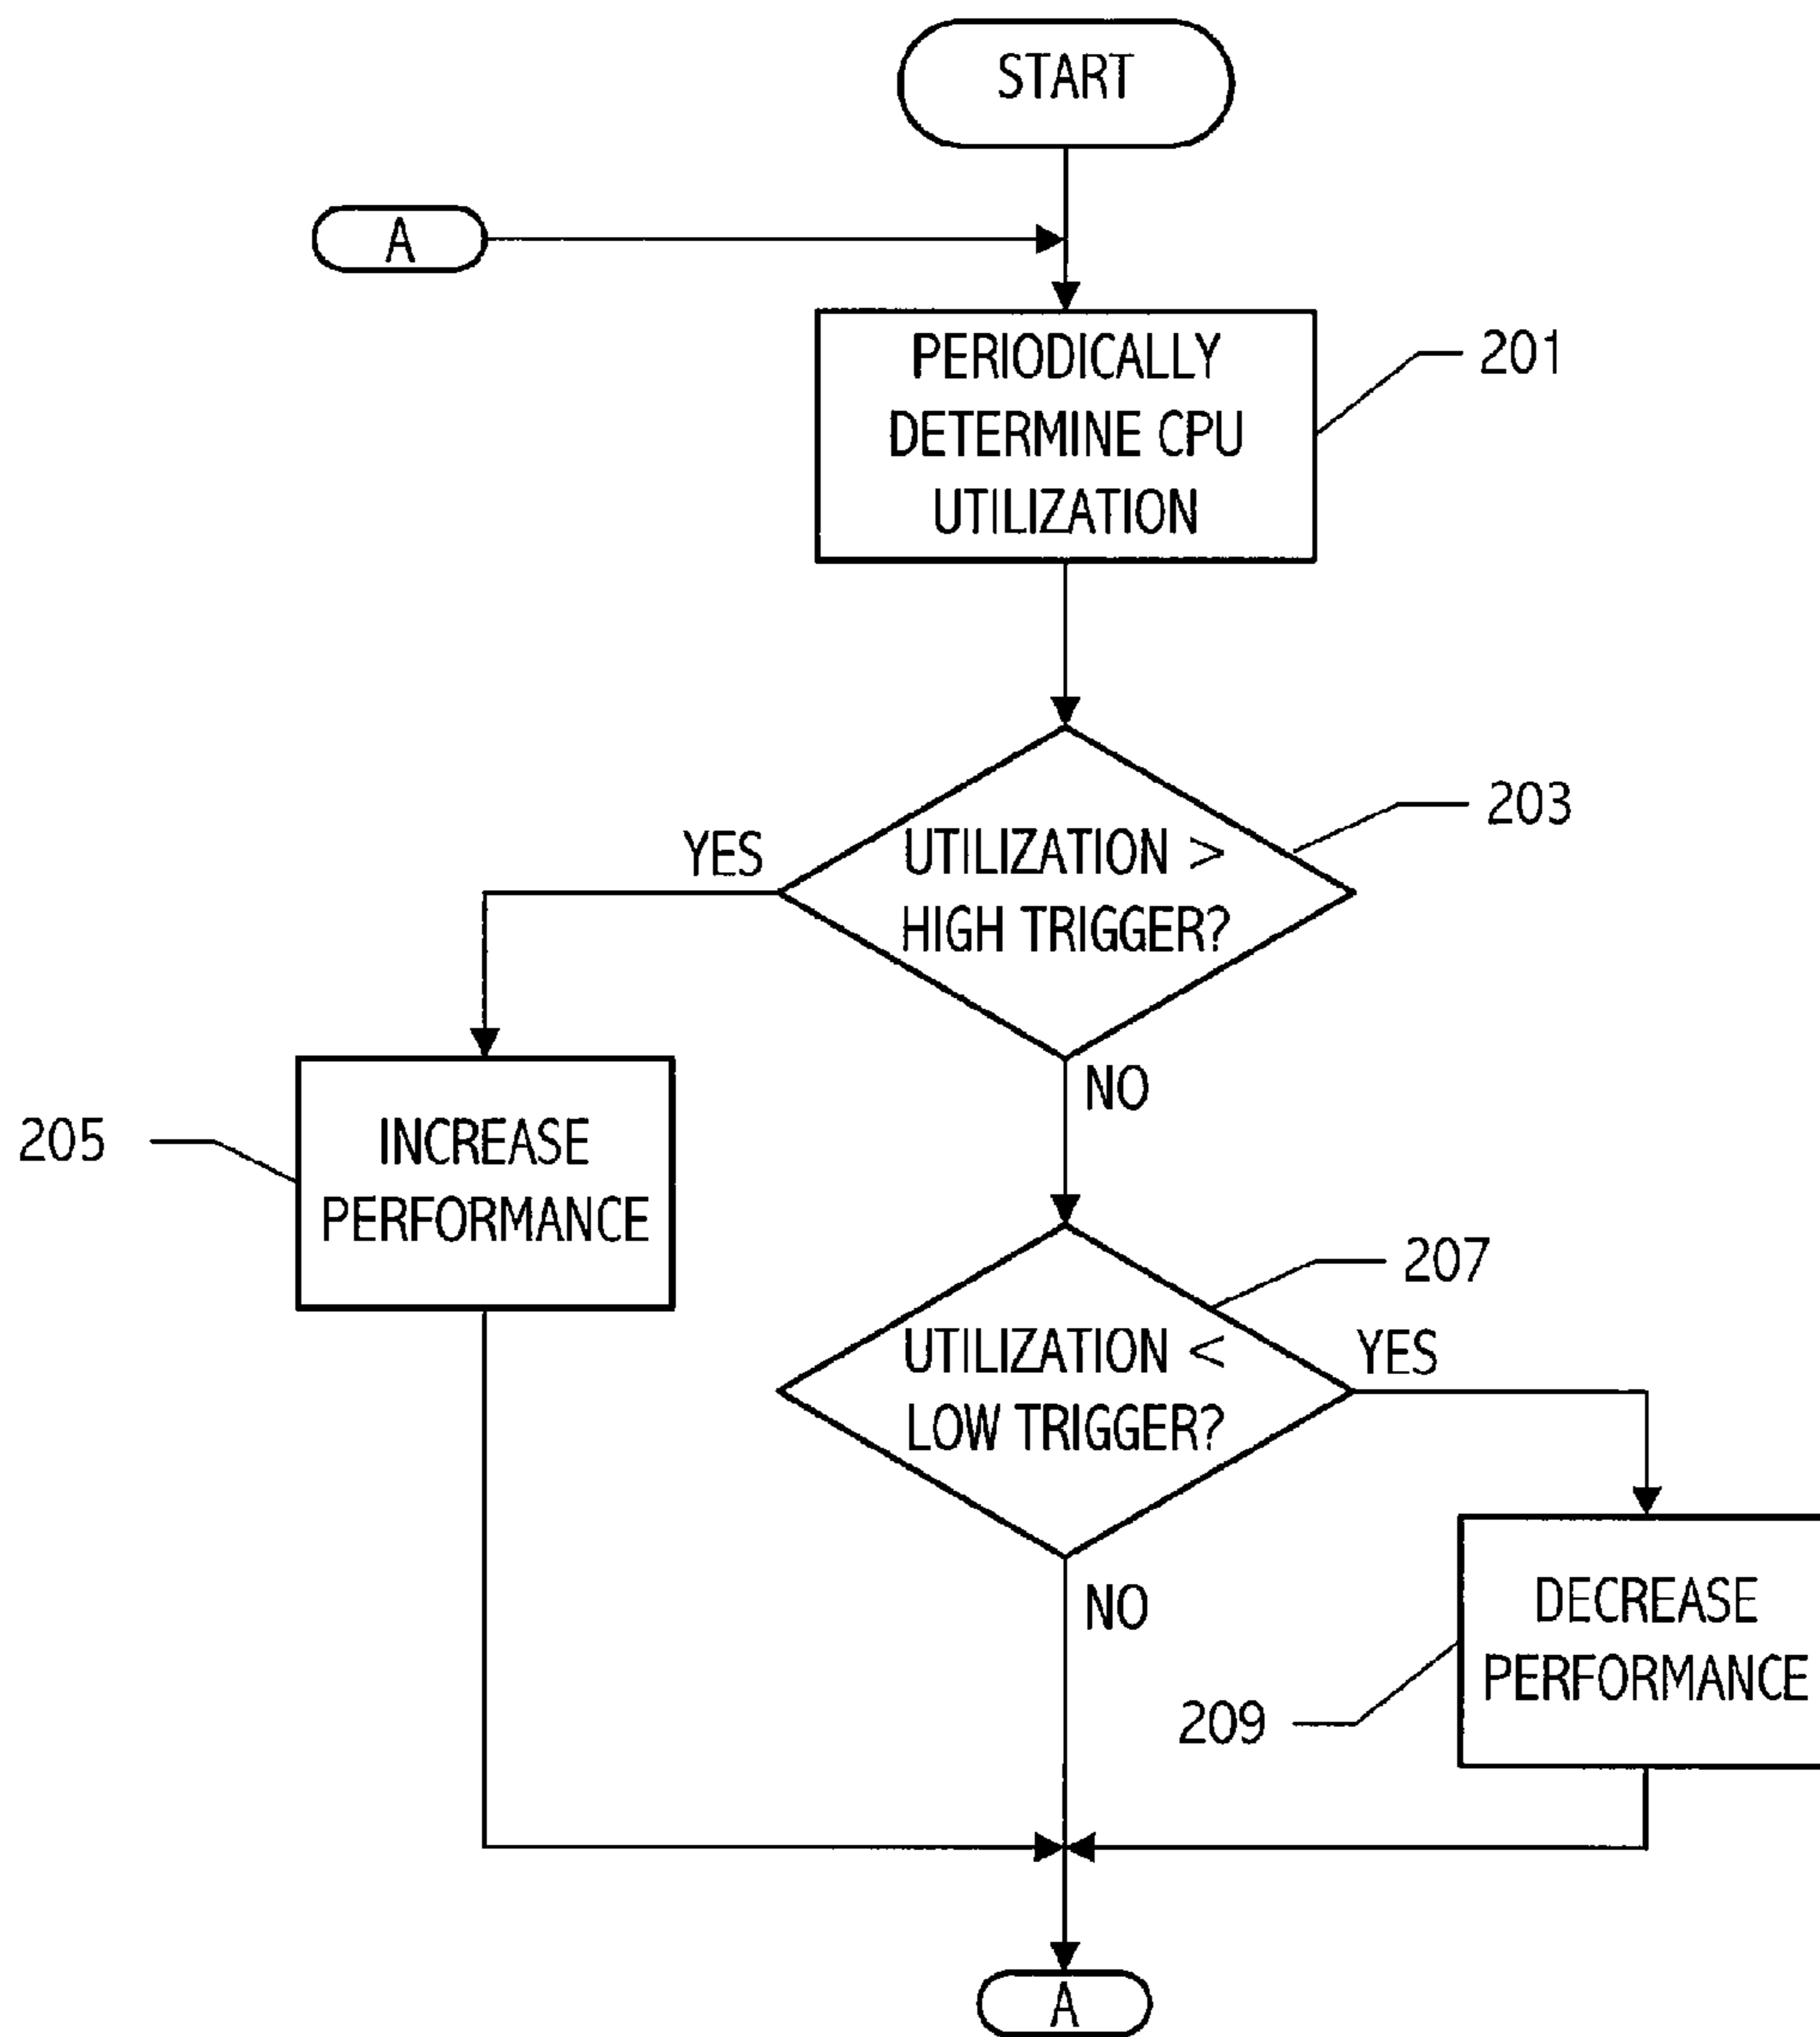 START
A
PERIODICALLY
DETERMINE CPU
UTILIZATION
201
203
YES
UTILIZATION >
HIGH TRIGGER?
NO
205
INCREASE
PERFORMANCE
207
UTILIZATION <
LOW TRIGGER?
YES
NO
DECREASE
PERFORMANCE
209
A